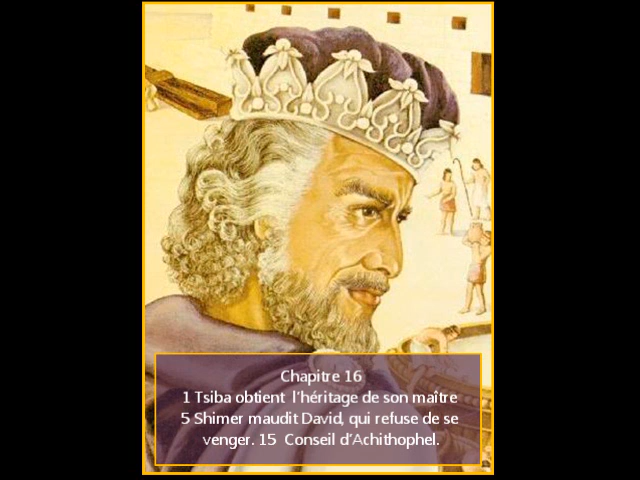 Chapitre 16
1 Tsiba obtient l'héritage de son maître
5 Shimer maudit David, qui refuse de se
venger. 15 Conseil d'Achithophel.